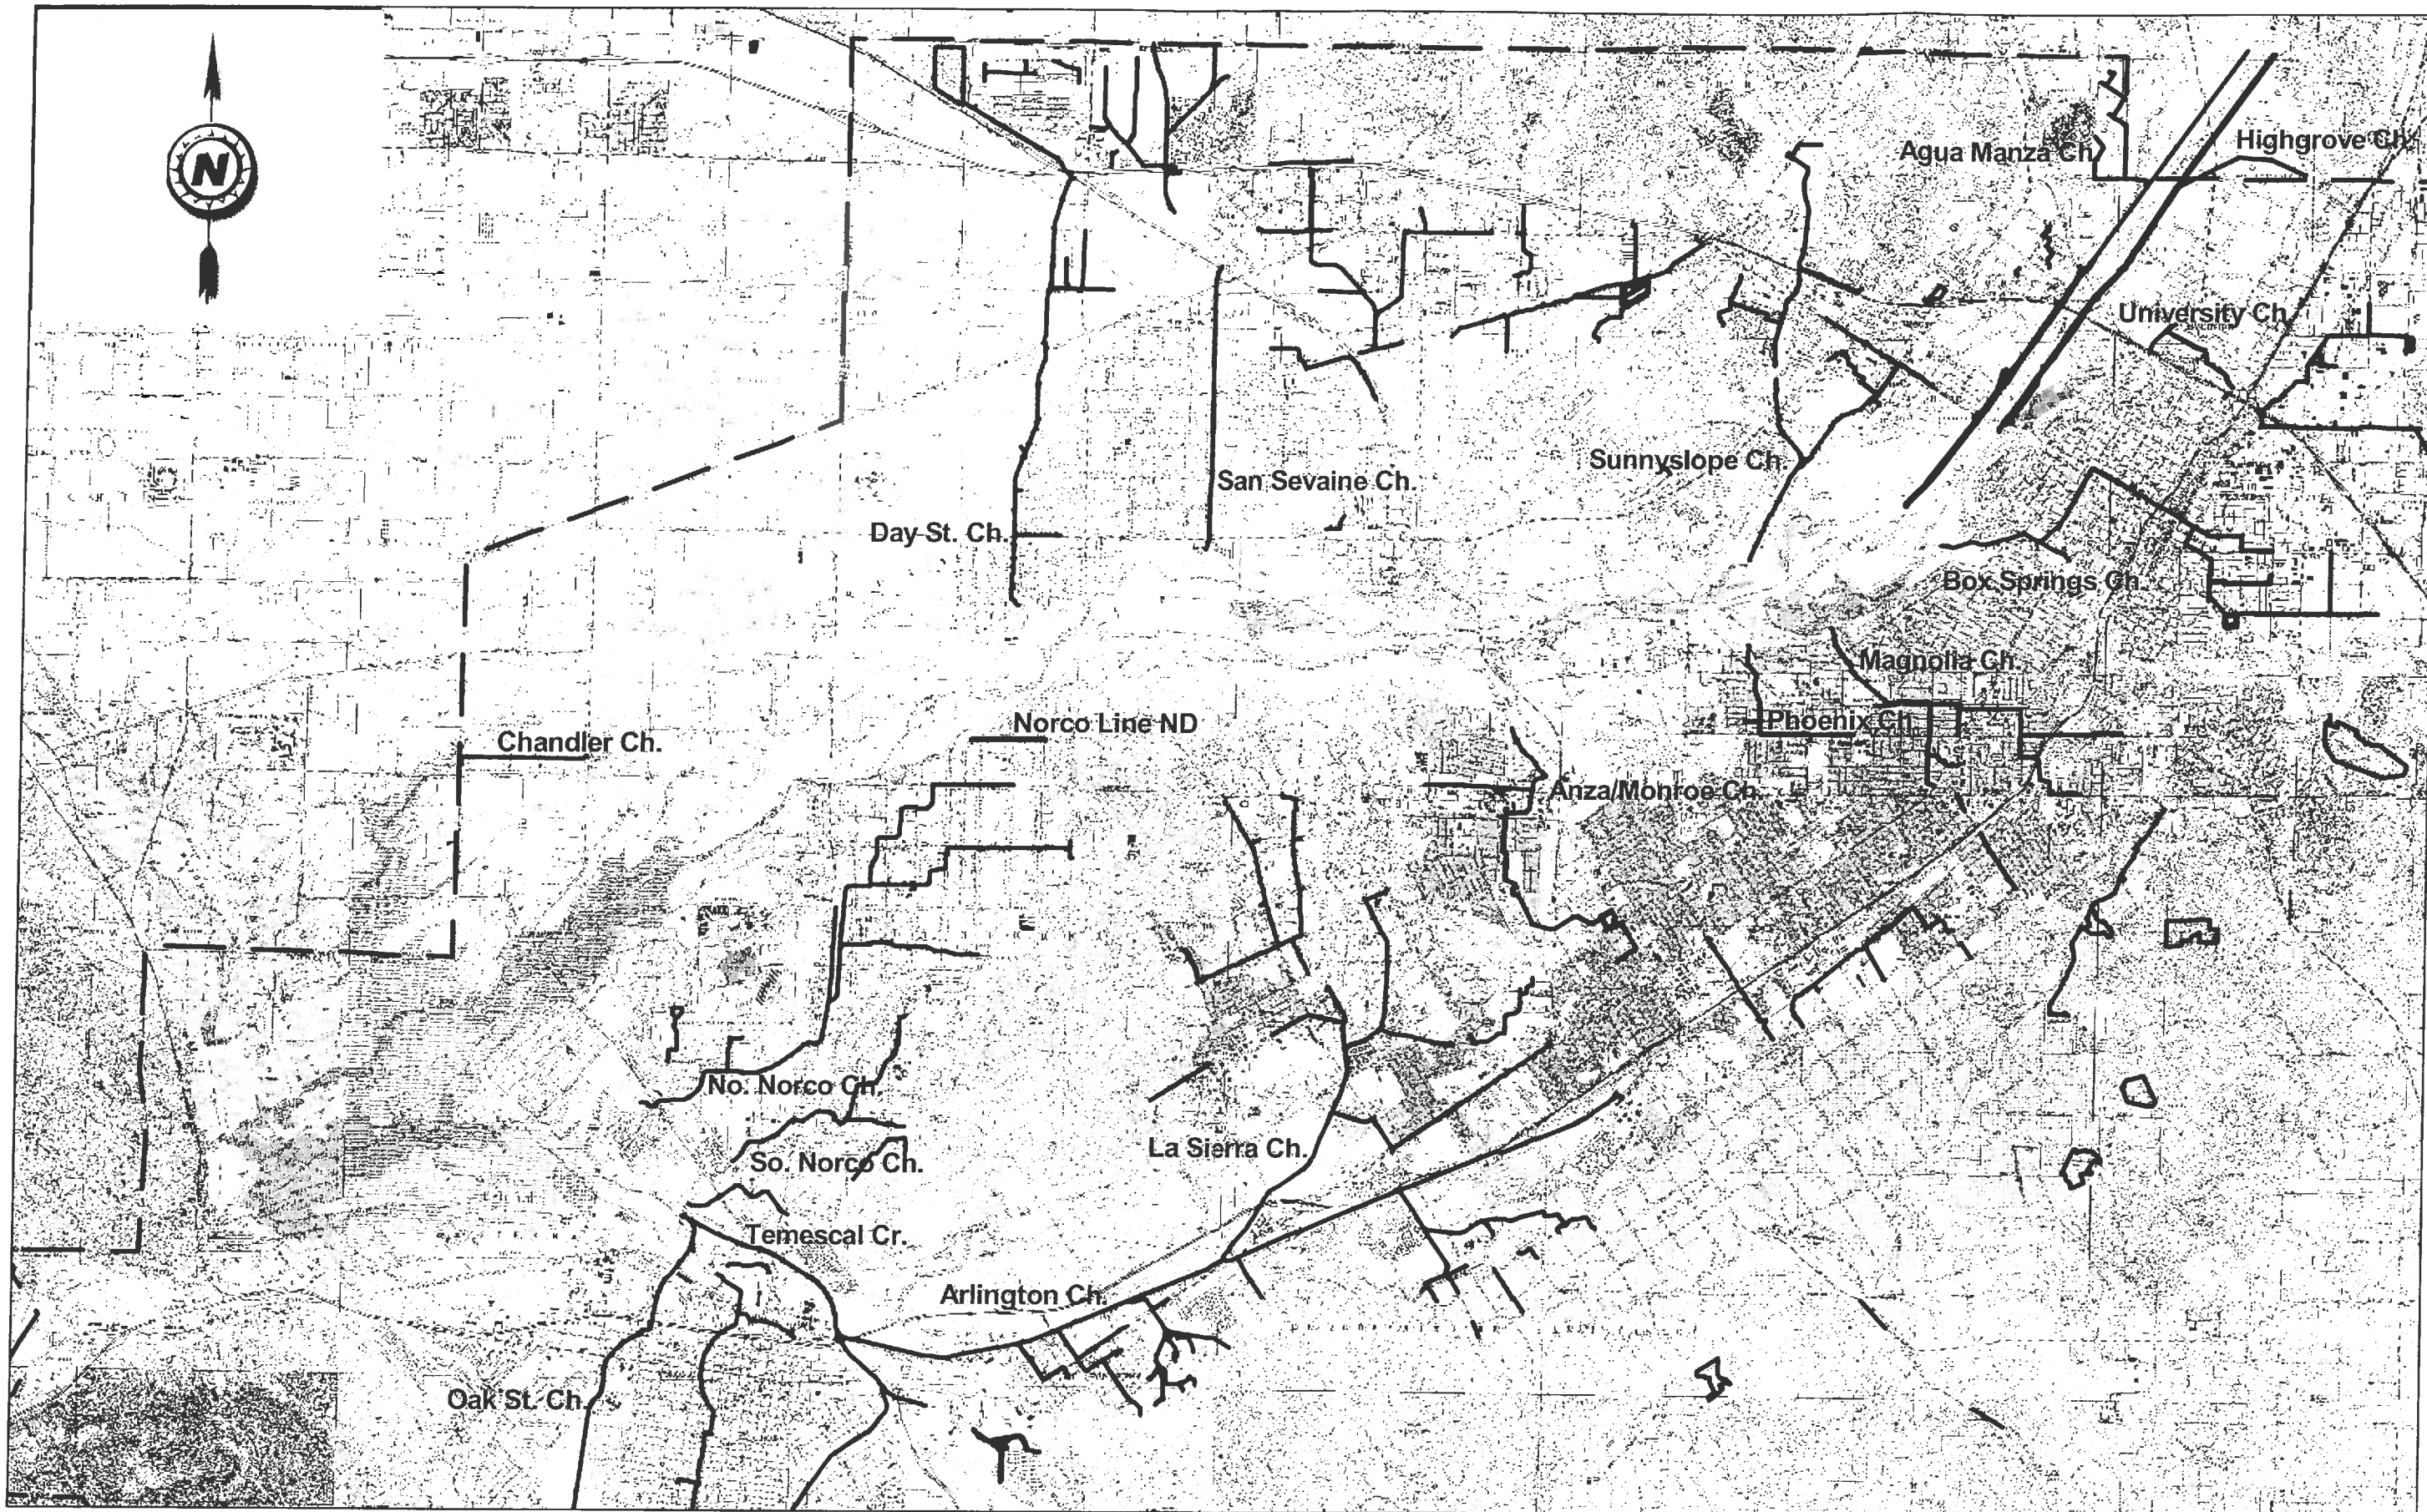 N
Agua Manza Ch.
Highgrove Ch.
University Ch.
Sunnyslope Ch.
San Sevaine Ch.
Day St. Ch.
Box Springs Ch.
Magnolia Ch.
Phoenix Ch.
Norco Line ND
Chandler Ch.
Anza/Monroe Ch.
No. Norco Ch.
So. Norco Ch.
La Sierra Ch.
Temescal Cr.
Arlington Ch.
Oak St. Ch.